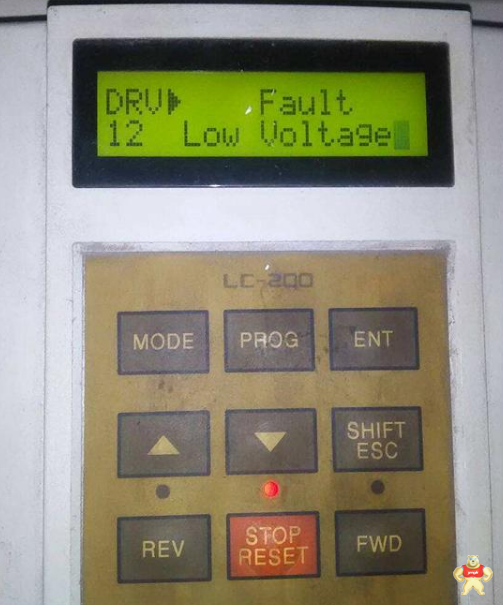 DRV▶ Fault
12 Low Voltage
LC-200
MODE PROG ENT
SHIFT
ESC
REV STOP
RESET FWD